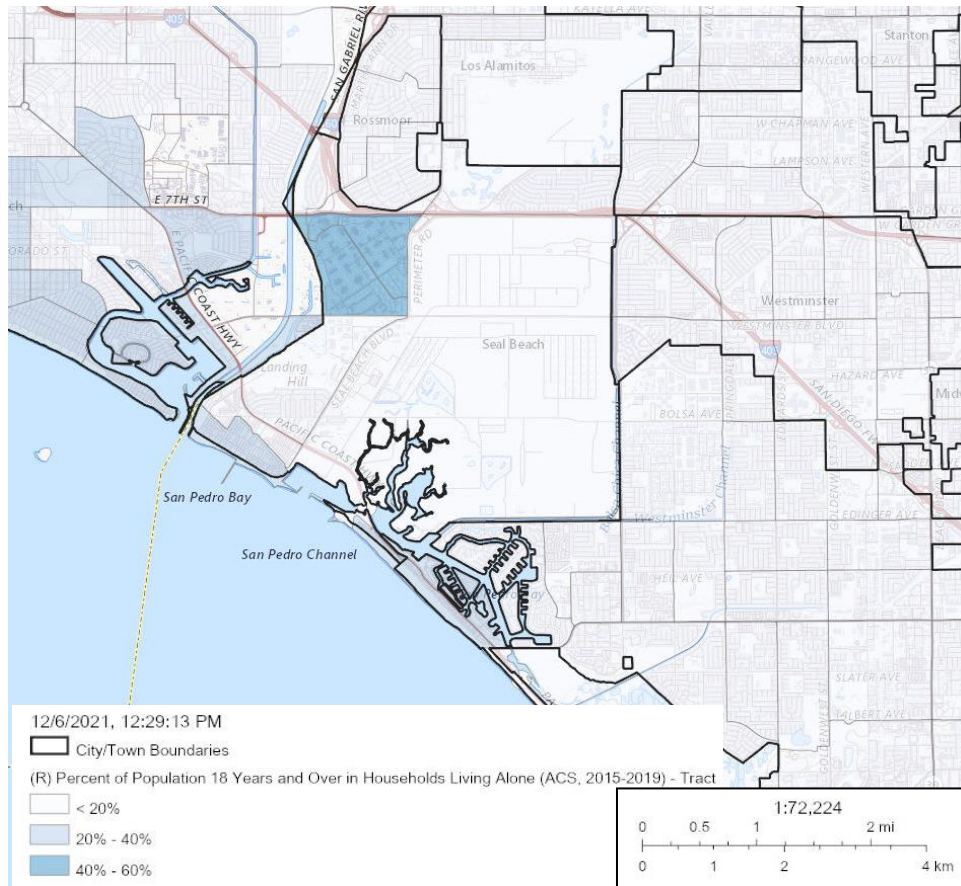 KATELLA AVE
405
Stanton
SAN GABRIEL RIV
Los Alamitos
ORANGEWOOD AVE
Rossmoor
W CHAPMAN AVE
LAMPSON AVE
WESTERN AVE
E 7TH ST
PERIMETER RD
E PACIFIC
COAST HWY
Westminster
WESTMINSTER BLVD
Seal Beach
SEAL BEACH BLVD
405
Landing
Hill
HAZARD AVE
SAN DIEGO FWY
BOLSA AVE
PACIFIC COAST HWY
San Pedro Bay
Westminster Channel
EDINGER AVE
San Pedro Channel
HEIL AVE
SLATER AVE
TALBERT AVE
GOLDENWEST ST
12/6/2021, 12:29:13 PM
City/Town Boundaries
(R) Percent of Population 18 Years and Over in Households Living Alone (ACS, 2015-2019) - Tract
< 20%
20% - 40%
40% - 60%
1:72,224
0 0.5 1 2 mi
0 1 2 4 km